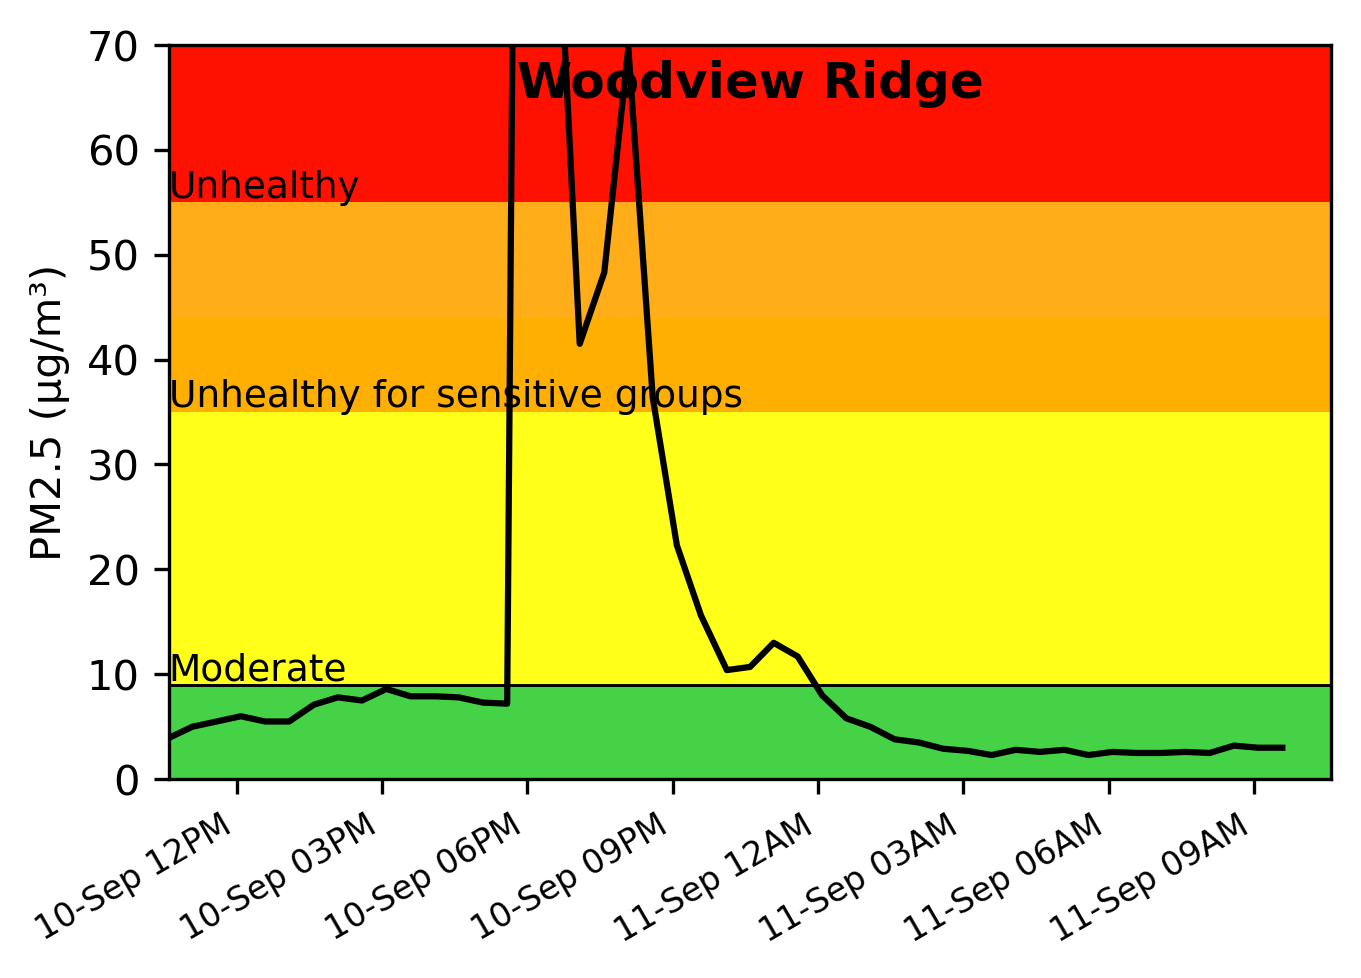 Woodview Ridge
PM2.5 (µg/m³)
70
60
50
40
30
20
10
0
Unhealthy
Unhealthy for sensitive groups
Moderate
10-Sep 12PM
10-Sep 03PM
10-Sep 06PM
10-Sep 09PM
11-Sep 12AM
11-Sep 03AM
11-Sep 06AM
11-Sep 09AM